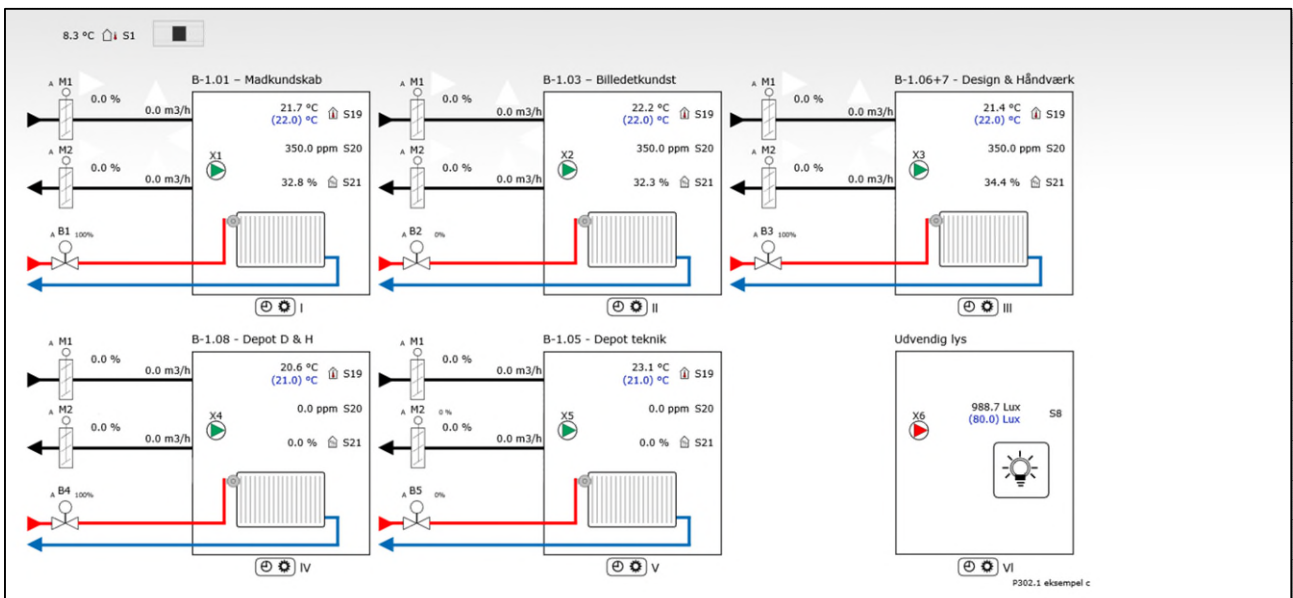 8.3 °C S1
B-1.01 – Madkundskab
A M1
0.0 %
0.0 m3/h
21.7 °C
(22.0) °C
S19
A M2
0.0 %
0.0 m3/h
X1
350.0 ppm S20
32.8 % S21
A B1 100%
I
B-1.03 – Billedetkundst
A M1
0.0 %
0.0 m3/h
22.2 °C
(22.0) °C
S19
A M2
0.0 %
0.0 m3/h
X2
350.0 ppm S20
32.3 % S21
A B2 0%
II
B-1.06+7 - Design & Håndværk
A M1
0.0 %
0.0 m3/h
21.4 °C
(22.0) °C
S19
A M2
0.0 %
0.0 m3/h
X3
350.0 ppm S20
34.4 % S21
A B3 100%
III
B-1.08 - Depot D & H
A M1
0.0 %
0.0 m3/h
20.6 °C
(21.0) °C
S19
A M2
0.0 %
0.0 m3/h
X4
0.0 ppm S20
0.0 % S21
A B4 100%
IV
B-1.05 - Depot teknik
A M1
0.0 %
0.0 m3/h
23.1 °C
(21.0) °C
S19
A M2 0 %
0.0 %
0.0 m3/h
X5
0.0 ppm S20
0.0 % S21
A B5 0%
V
Udvendig lys
X6
988.7 Lux
(80.0) Lux
S8
VI
P302.1 eksempel c